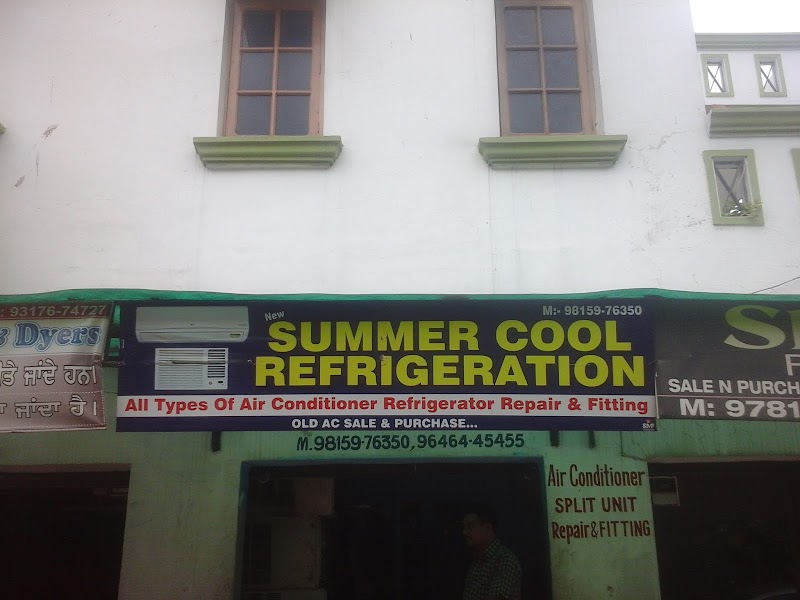 : 93176-74727
& Dyers
ਤੇ ਜਾਂਦੇ ਹਨ।
ਜਾਂਦਾ ਹੈ।
New
M:- 98159-76350
SUMMER COOL
REFRIGERATION
All Types Of Air Conditioner Refrigerator Repair & Fitting
OLD AC SALE & PURCHASE...
M.98159-76350,96464-45455
Air Conditioner
SPLIT UNIT
Repair & FITTING
SALE N PURCH
M: 9781